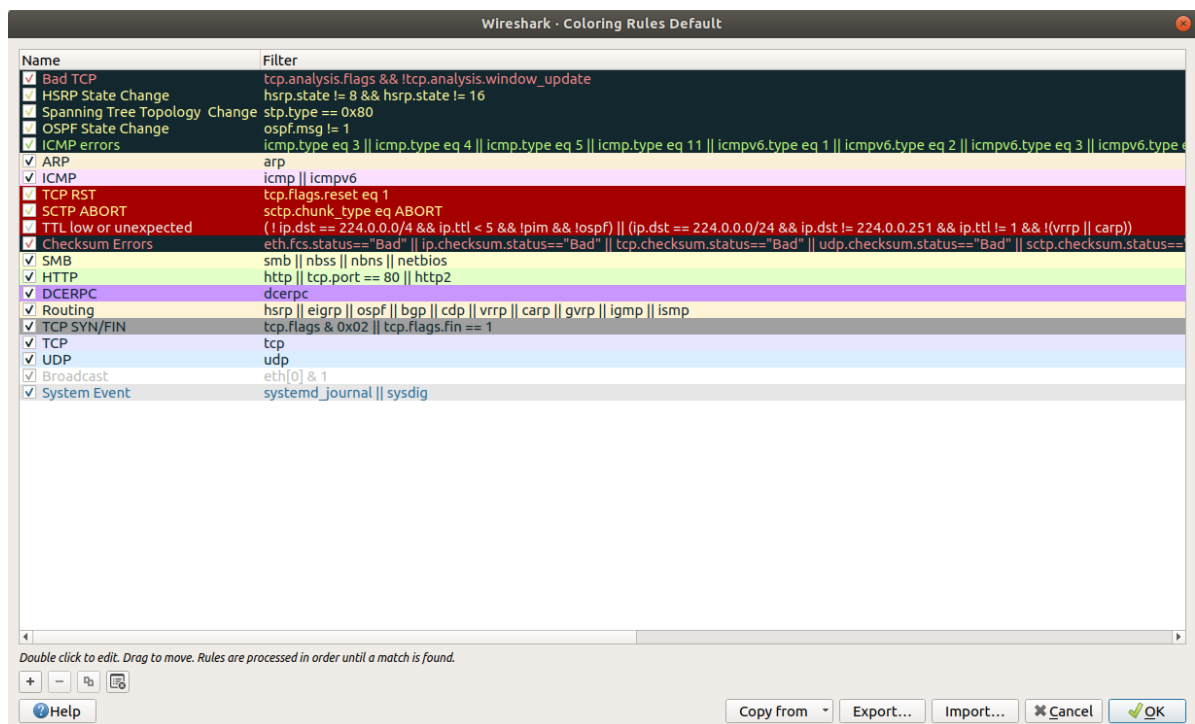 Wireshark · Coloring Rules Default
Name Filter
Bad TCP tcp.analysis.flags && !tcp.analysis.window_update
HSRP State Change hsrp.state != 8 && hsrp.state != 16
Spanning Tree Topology  Change stp.type == 0x80
OSPF State Change ospf.msg != 1
ICMP errors icmp.type eq 3 || icmp.type eq 4 || icmp.type eq 5 || icmp.type eq 11 || icmpv6.type eq 1 || icmpv6.type eq 2 || icmpv6.type eq 3 || icmpv6.type e
ARP arp
ICMP icmp || icmpv6
TCP RST tcp.flags.reset eq 1
SCTP ABORT sctp.chunk_type eq ABORT
TTL low or unexpected ( ! ip.dst == 224.0.0.0/4 && ip.ttl < 5 && !pim && !ospf) || (ip.dst == 224.0.0.0/24 && ip.dst != 224.0.0.251 && ip.ttl != 1 && !(vrrp || carp))
Checksum Errors eth.fcs.status=="Bad" || ip.checksum.status=="Bad" || tcp.checksum.status=="Bad" || udp.checksum.status=="Bad" || sctp.checksum.status=="
SMB smb || nbss || nbns || netbios
HTTP http || tcp.port == 80 || http2
DCERPC dcerpc
Routing hsrp || eigrp || ospf || bgp || cdp || vrrp || carp || gvrp || igmp || ismp
TCP SYN/FIN tcp.flags & 0x02 || tcp.flags.fin == 1
TCP tcp
UDP udp
Broadcast eth[0] & 1
System Event systemd_journal || sysdig
Double click to edit. Drag to move. Rules are processed in order until a match is found.
Help Copy from Export... Import... Cancel OK